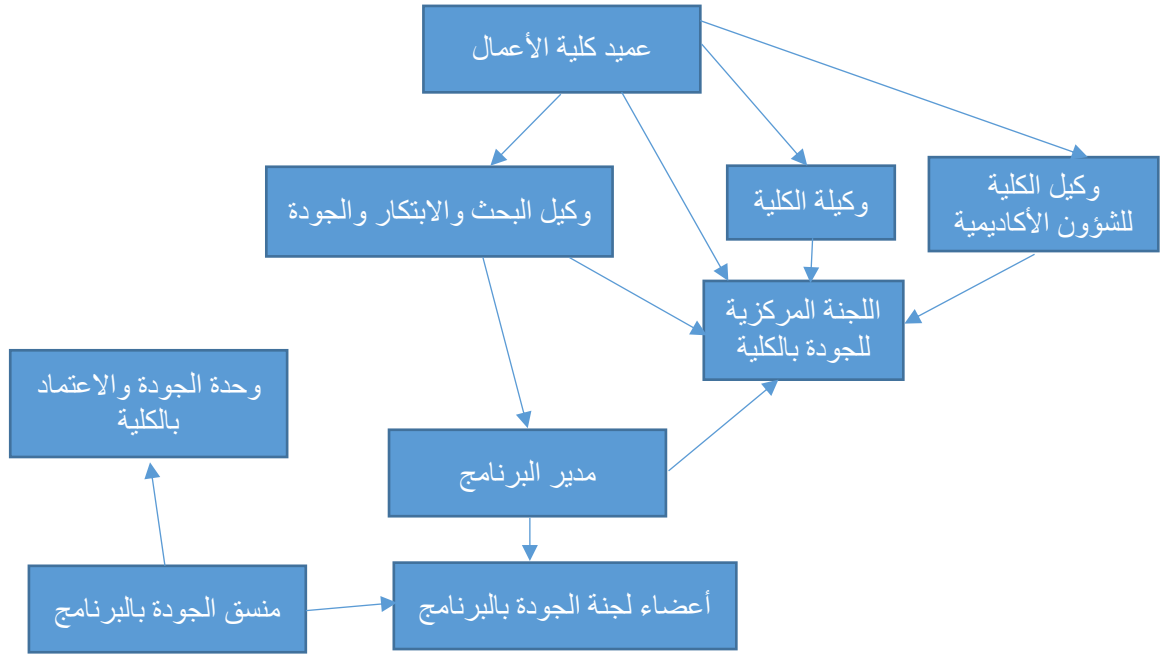 عميد كلية الأعمال
وكيل الكلية
للشؤون الأكاديمية
وكيلة الكلية
وكيل البحث والابتكار والجودة
اللجنة المركزية
للجودة بالكلية
وحدة الجودة والاعتماد
بالكلية
مدير البرنامج
أعضاء لجنة الجودة بالبرنامج
منسق الجودة بالبرنامج